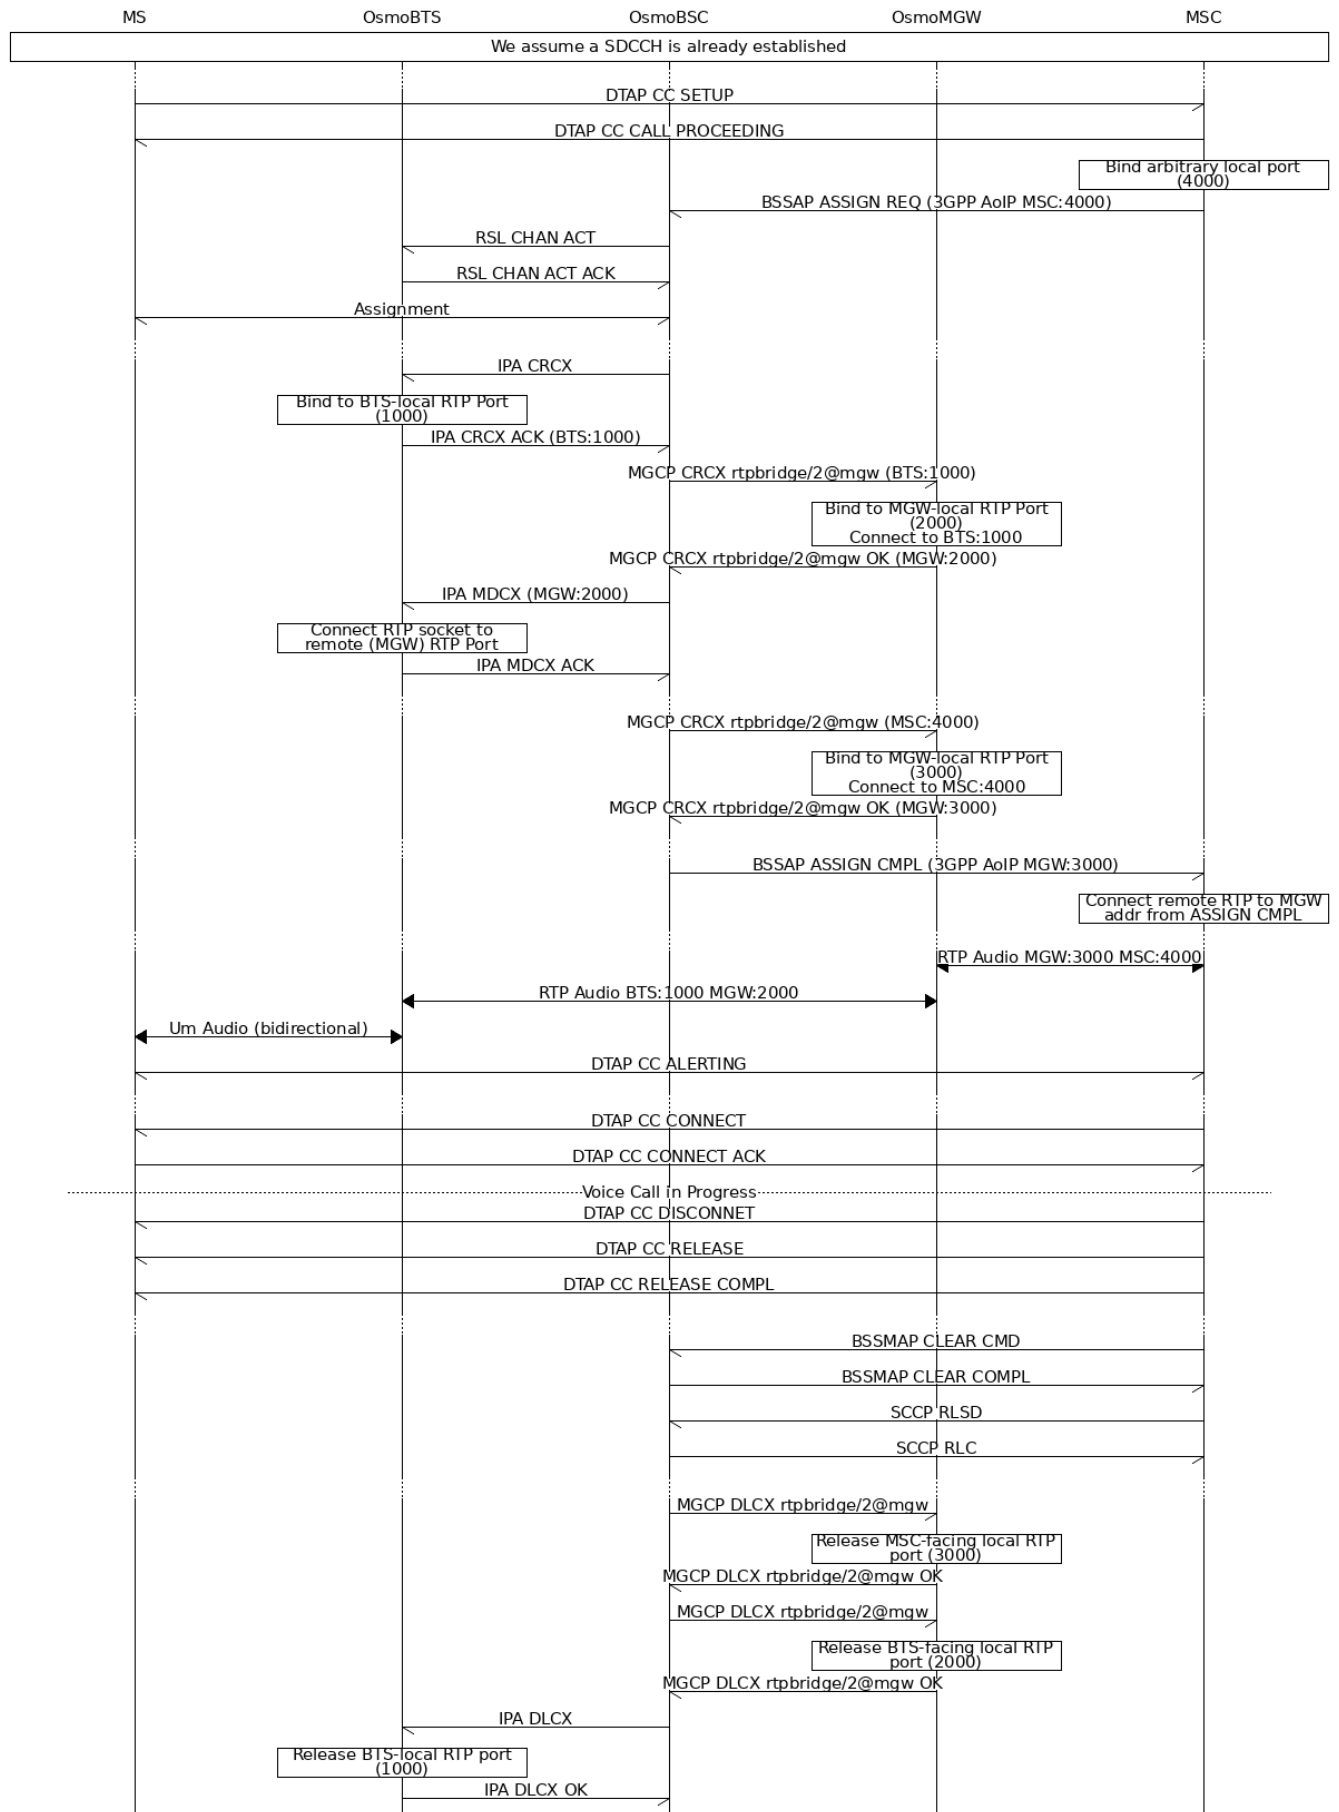 MS OsmoBTS OsmoBSC OsmoMGW MSC
We assume a SDCCH is already established
DTAP CC SETUP
DTAP CC CALL PROCEEDING
Bind arbitrary local port
(4000)
BSSAP ASSIGN REQ (3GPP AoIP MSC:4000)
RSL CHAN ACT
RSL CHAN ACT ACK
Assignment
IPA CRCX
Bind to BTS-local RTP Port
(1000)
IPA CRCX ACK (BTS:1000)
MGCP CRCX rtpbridge/2@mgw (BTS:1000)
Bind to MGW-local RTP Port
(2000)
Connect to BTS:1000
MGCP CRCX rtpbridge/2@mgw OK (MGW:2000)
IPA MDCX (MGW:2000)
Connect RTP socket to
remote (MGW) RTP Port
IPA MDCX ACK
MGCP CRCX rtpbridge/2@mgw (MSC:4000)
Bind to MGW-local RTP Port
(3000)
Connect to MSC:4000
MGCP CRCX rtpbridge/2@mgw OK (MGW:3000)
BSSAP ASSIGN CMPL (3GPP AoIP MGW:3000)
Connect remote RTP to MGW
addr from ASSIGN CMPL
RTP Audio MGW:3000 MSC:4000
RTP Audio BTS:1000 MGW:2000
Um Audio (bidirectional)
DTAP CC ALERTING
DTAP CC CONNECT
DTAP CC CONNECT ACK
Voice Call in Progress
DTAP CC DISCONNET
DTAP CC RELEASE
DTAP CC RELEASE COMPL
BSSMAP CLEAR CMD
BSSMAP CLEAR COMPL
SCCP RLSD
SCCP RLC
MGCP DLCX rtpbridge/2@mgw
Release MSC-facing local RTP
port (3000)
MGCP DLCX rtpbridge/2@mgw OK
MGCP DLCX rtpbridge/2@mgw
Release BTS-facing local RTP
port (2000)
MGCP DLCX rtpbridge/2@mgw OK
IPA DLCX
Release BTS-local RTP port
(1000)
IPA DLCX OK